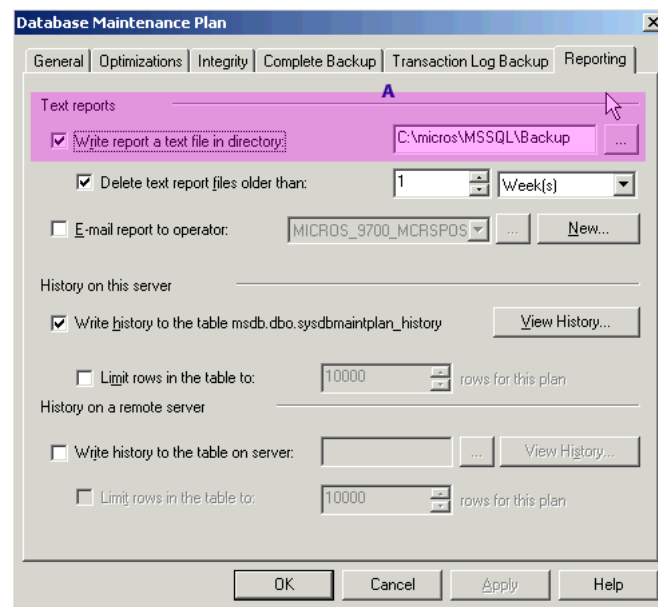 Database Maintenance Plan
General Optimizations Integrity Complete Backup Transaction Log Backup Reporting
A
Text reports
Write report a text file in directory: C:\micros\MSSQL\Backup ...
Delete text report files older than: 1 Week(s)
E-mail report to operator: MICROS_9700_MCRSPOS ... New...
History on this server
Write history to the table msdb.dbo.sysdbmaintplan_history View History...
Limit rows in the table to: 10000 rows for this plan
History on a remote server
Write history to the table on server: ... View History...
Limit rows in the table to: 10000 rows for this plan
OK Cancel Apply Help